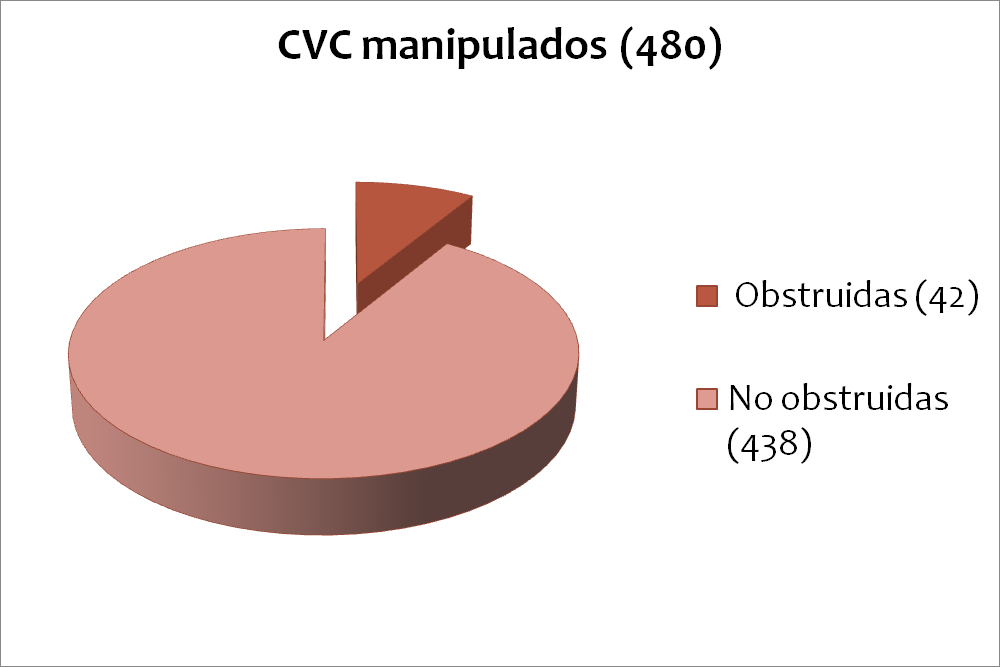 CVC manipulados (480)
Obstruidas (42)
No obstruidas
(438)